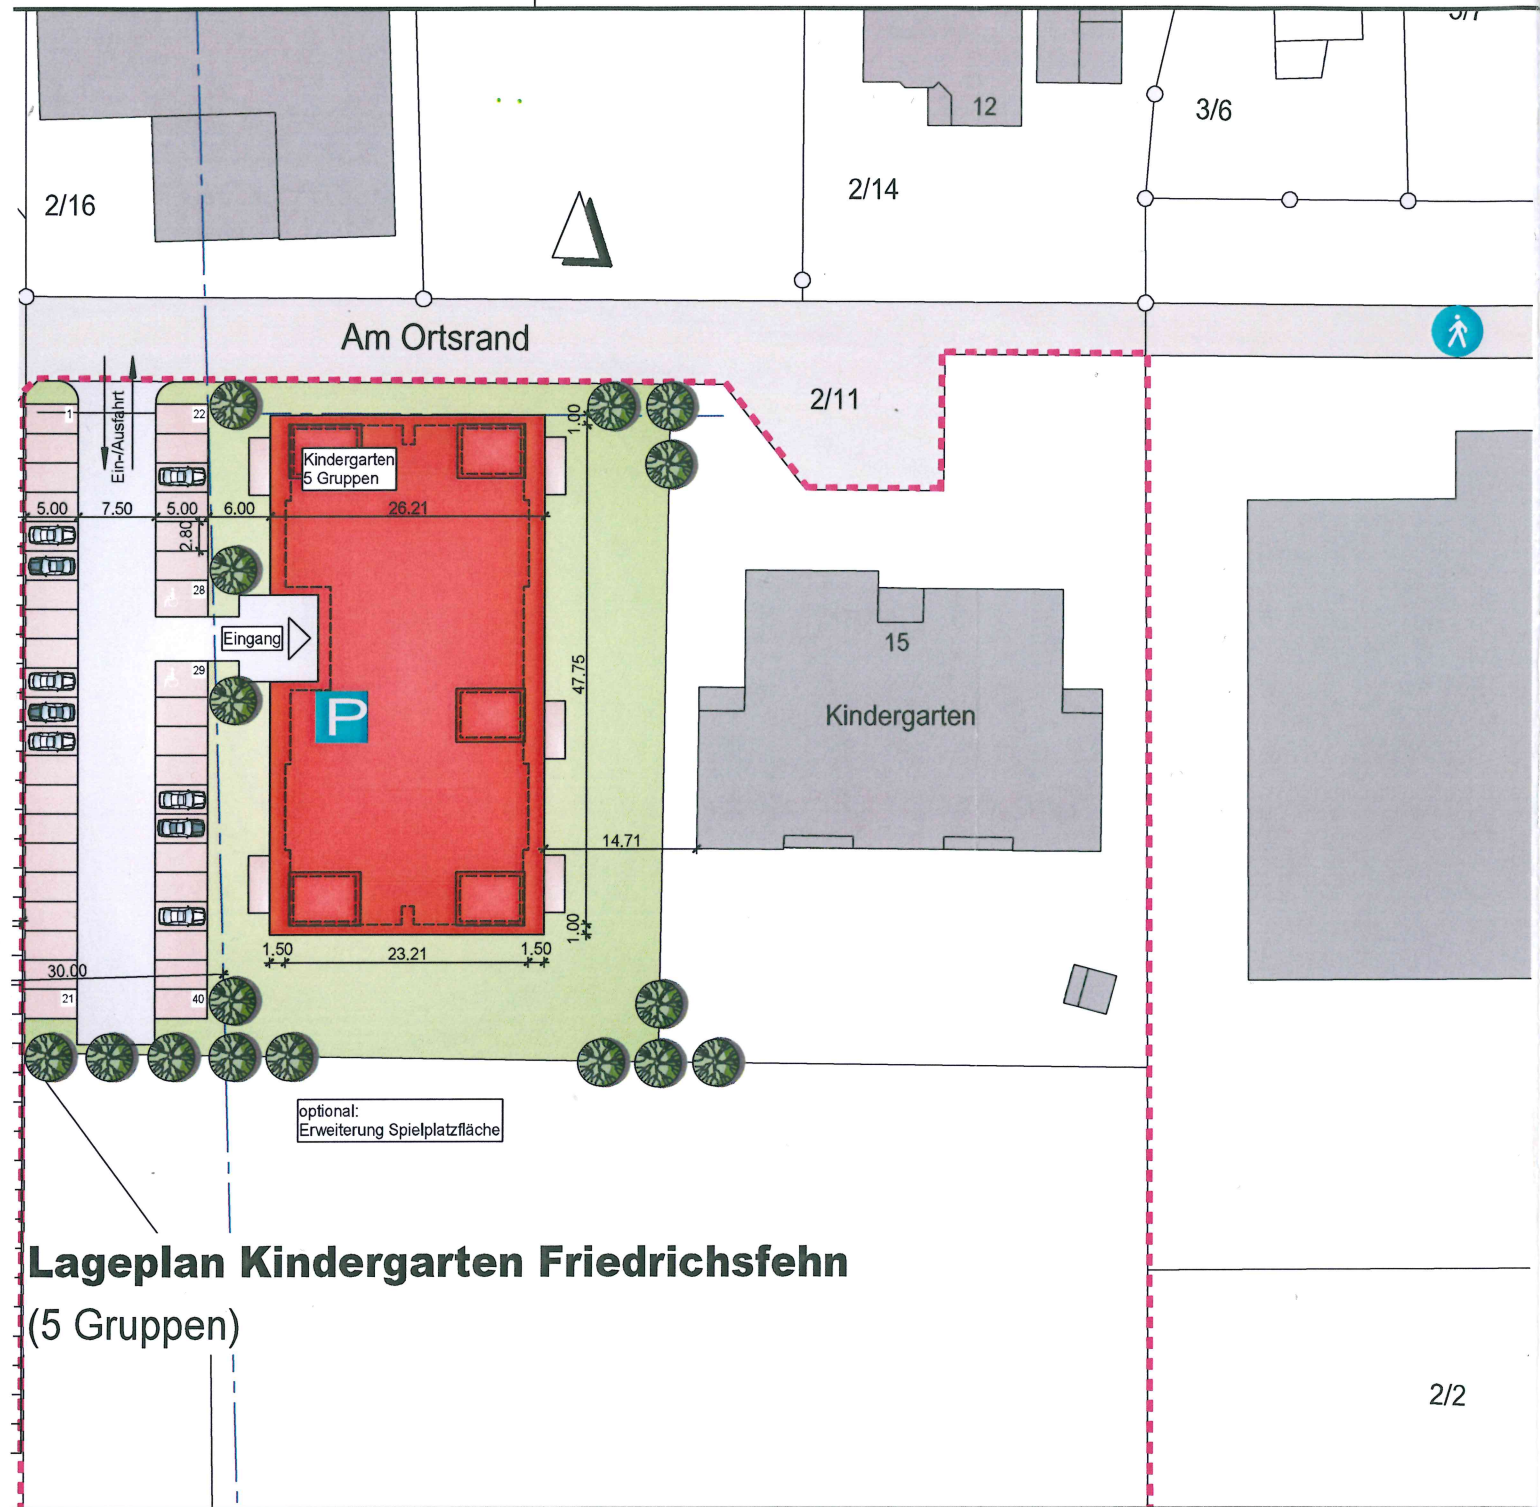 12
3/6
2/16
2/14
Am Ortsrand
2/11
1
22
Ein-/Ausfahrt
1.00
Kindergarten
5 Gruppen
5.00
7.50
5.00
6.00
26.21
2.80
28
Eingang
15
29
47.75
P
Kindergarten
14.71
1.00
1.50
23.21
1.50
30.00
21
40
optional:
Erweiterung Spielplatzfläche
Lageplan Kindergarten Friedrichsfehn
(5 Gruppen)
2/2